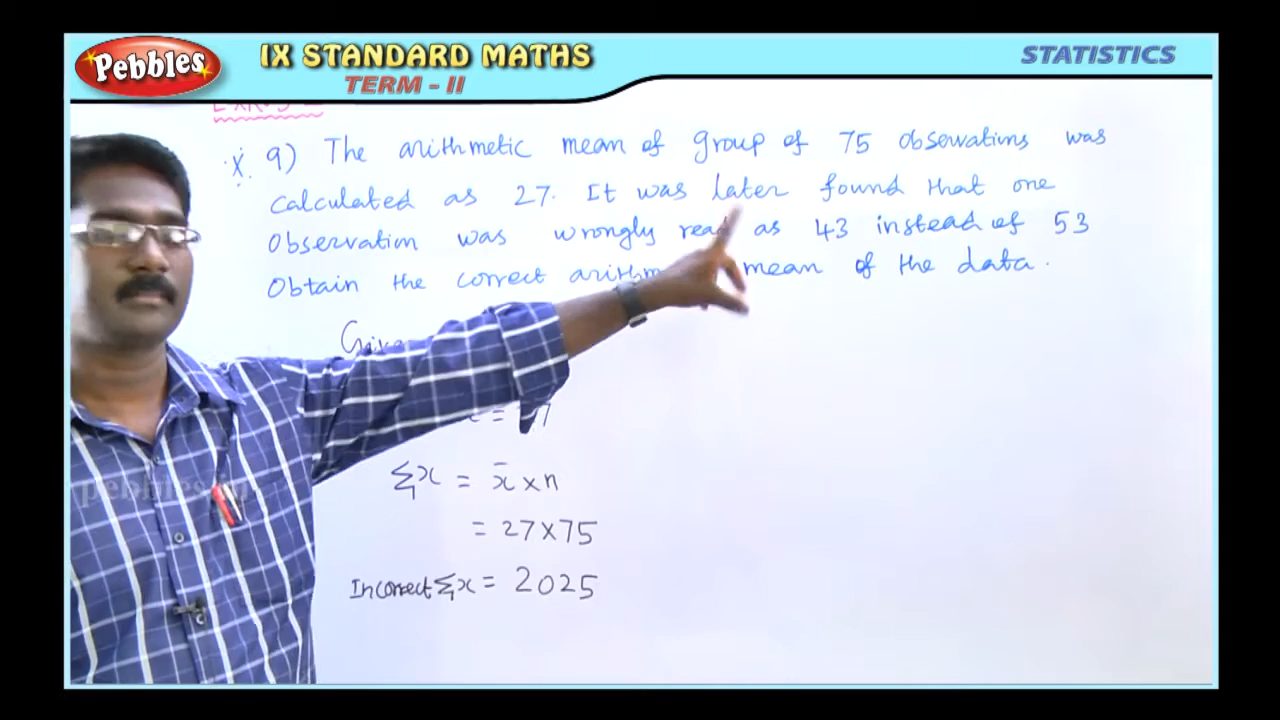 Pebbles
IX STANDARD MATHS
TERM - II
STATISTICS
9) The arithmetic mean of group of 75 observations was
calculated as 27. It was later found that one
Observation was wrongly read as 43 instead of 53
Obtain the correct mean of the data.
Σx = x̄ × n
= 27 × 75
Incorrect Σx = 2025